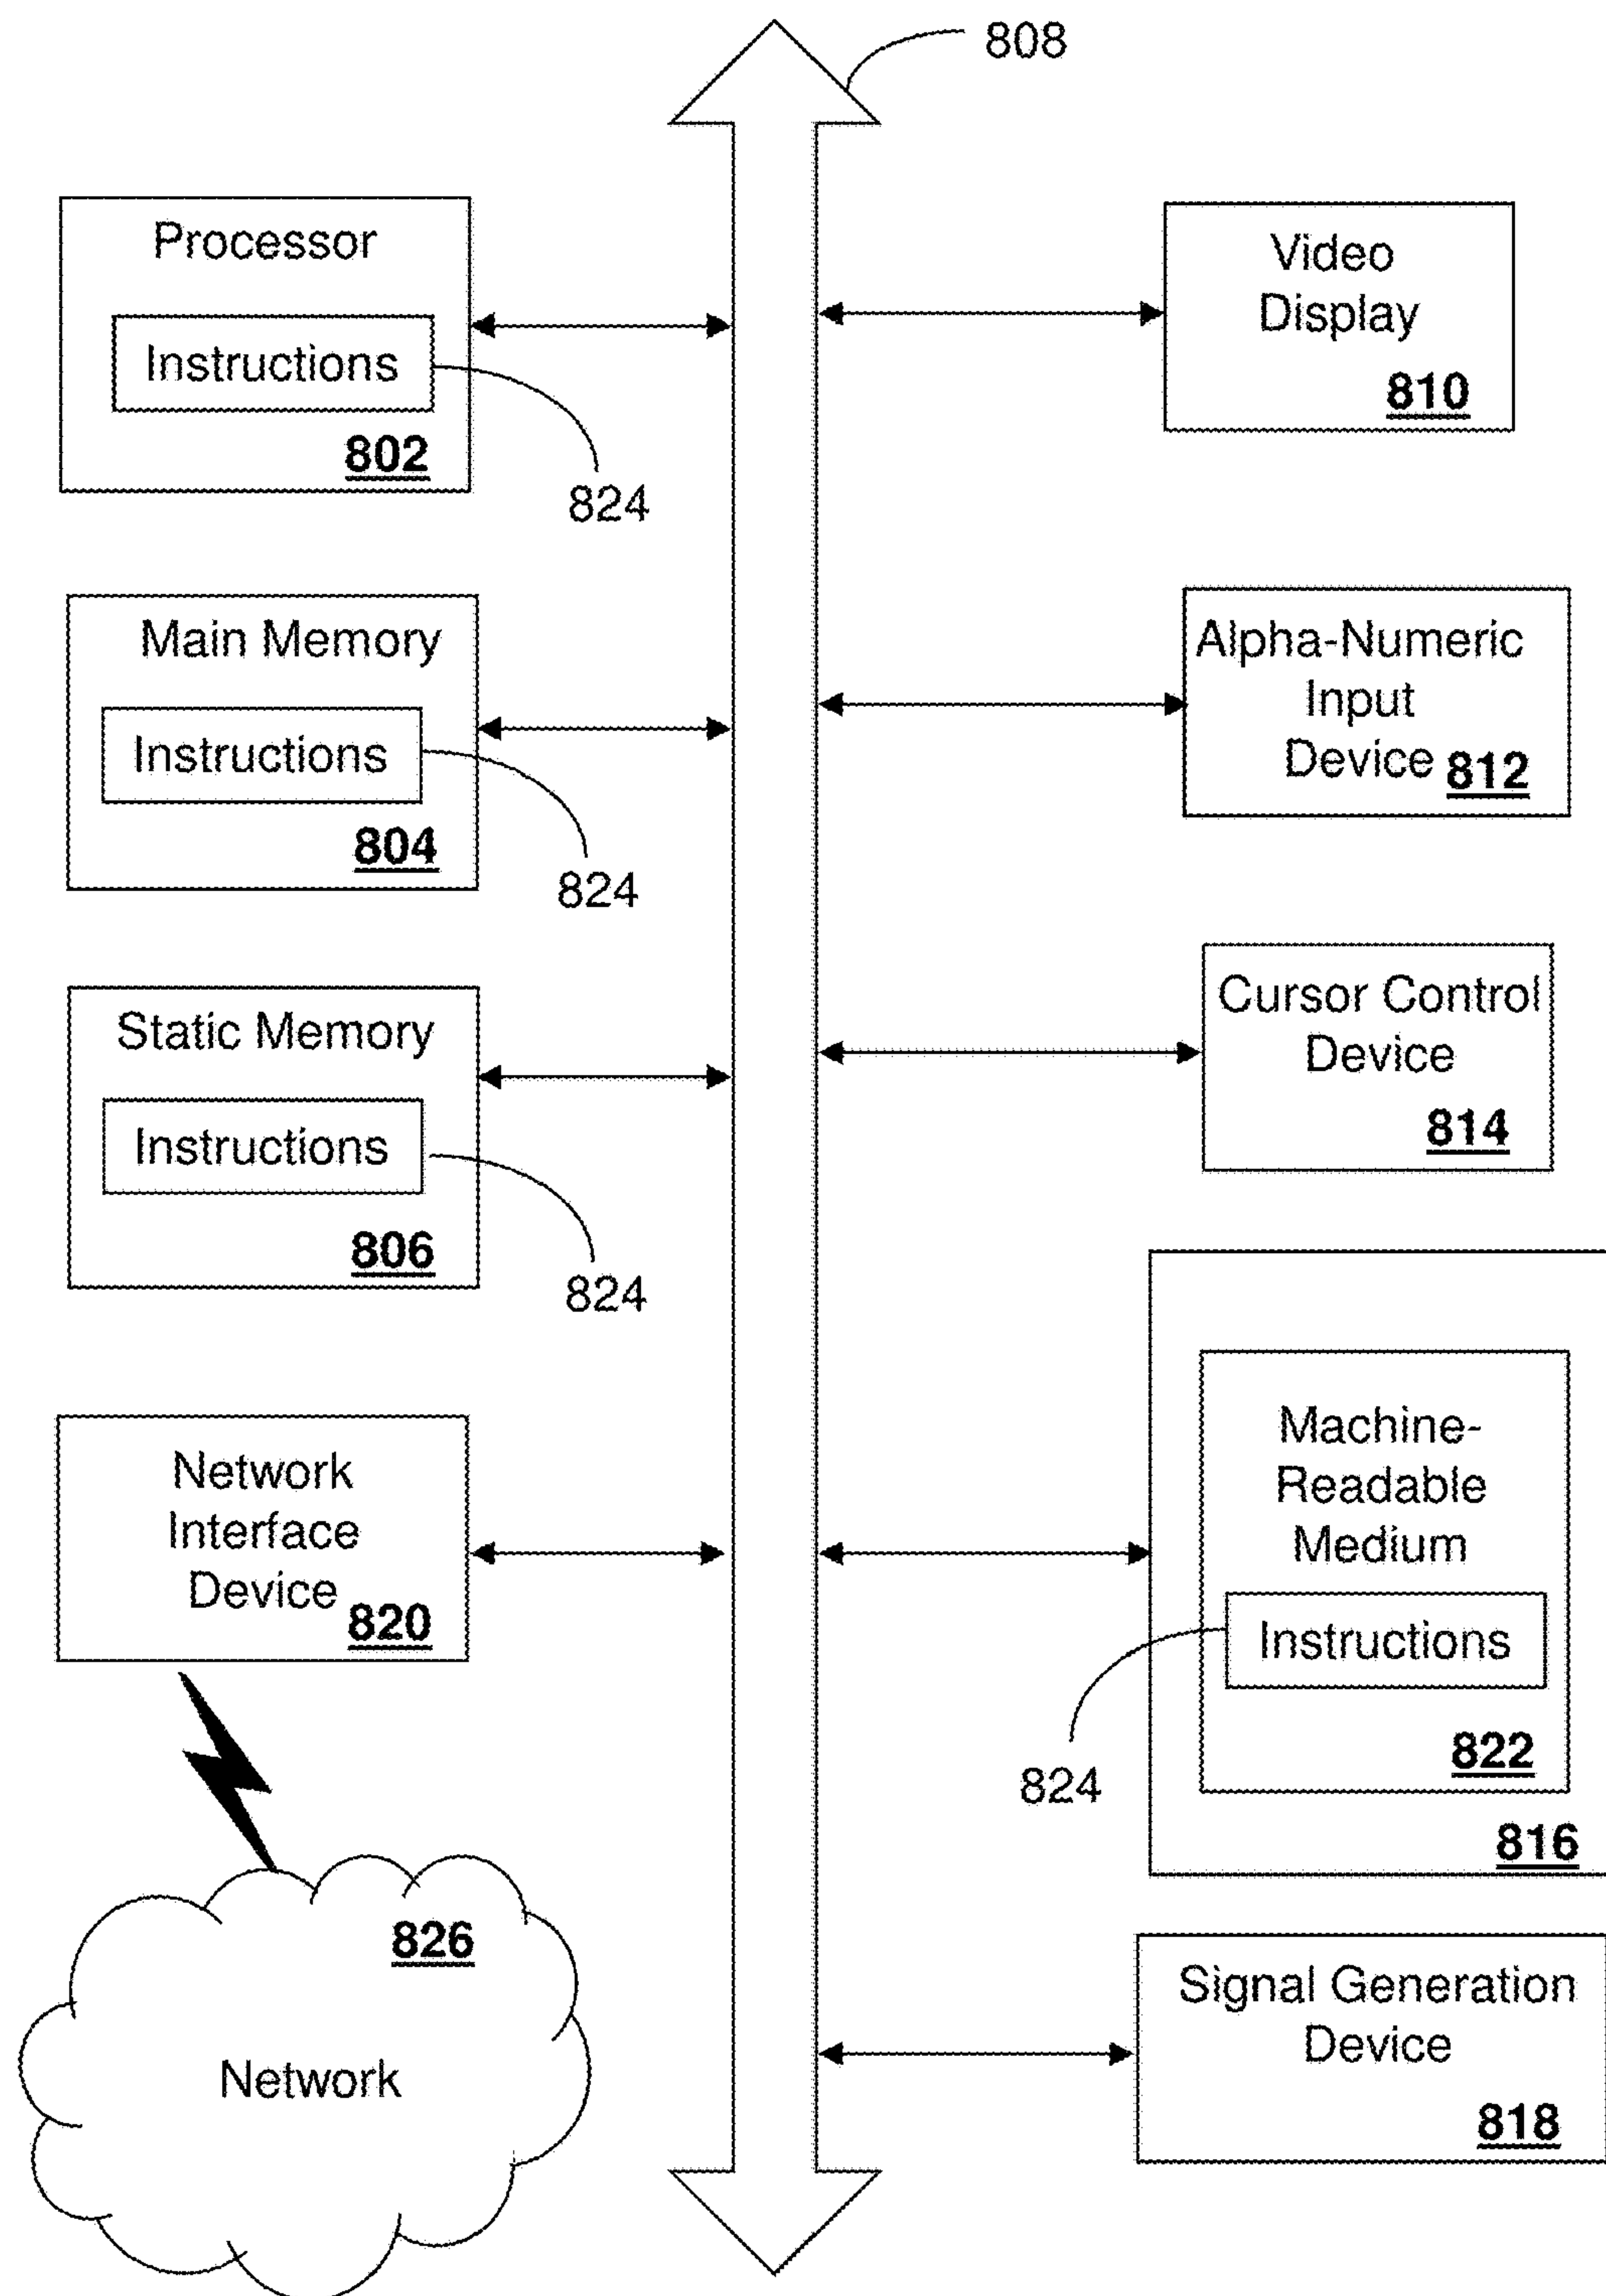 808
Processor
Instructions
802
824
Main Memory
Instructions
804
824
Static Memory
Instructions
806
824
Network
Interface
Device
820
826
Network
Video
Display
810
Alpha-Numeric
Input
Device 812
Cursor Control
Device
814
Machine-
Readable
Medium
Instructions
824
822
816
Signal Generation
Device
818